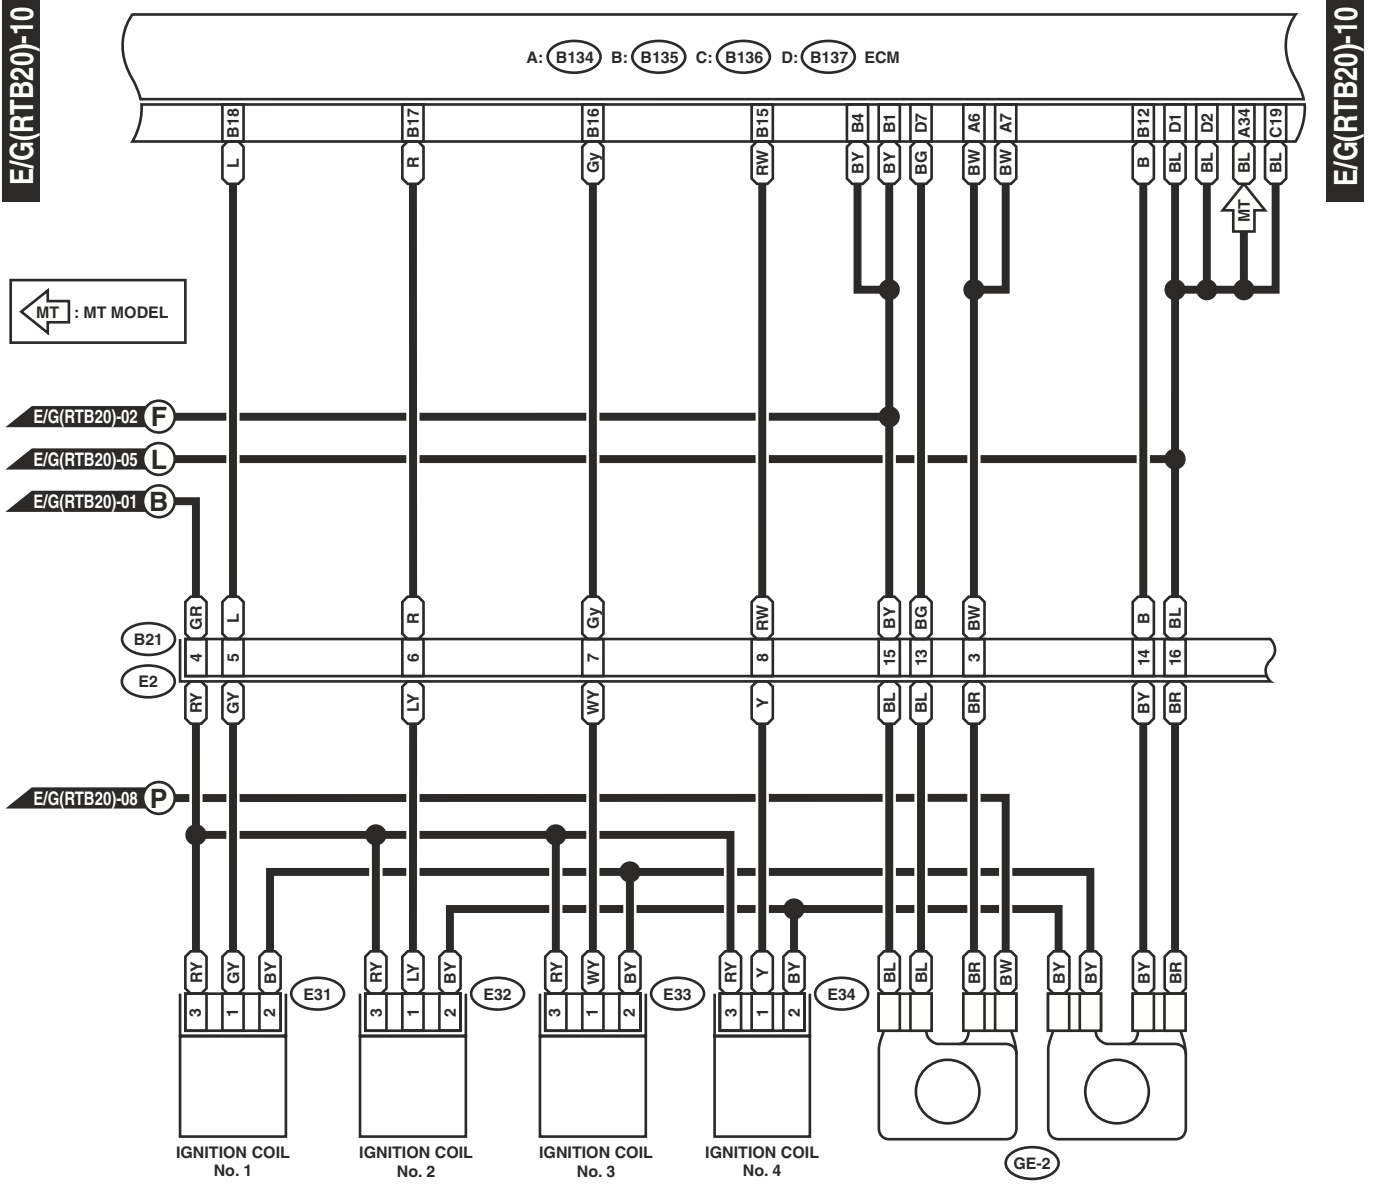 E/G(RTB20)-10
E/G(RTB20)-10
A: B134 B: B135 C: B136 D: B137 ECM
B18 B17 B16 B15 B4 B1 D7 A6 A7 B12 D1 D2 A34 C19
L R Gy RW BY BY BG BW BW B BL BL BL BL
MT
MT : MT MODEL
E/G(RTB20)-02 F
E/G(RTB20)-05 L
E/G(RTB20)-01 B
GR L R Gy RW BY BG BW B BL
B21
4 5 6 7 8 15 13 3 14 16
E2
RY GY LY WY Y BL BL BR BY BR
E/G(RTB20)-08 P
RY GY BY RY LY BY RY WY BY RY Y BY BL BL BR BW BY BY BY BR
E31 E32 E33 E34
3 1 2 3 1 2 3 1 2 3 1 2
IGNITION COIL
No. 1
IGNITION COIL
No. 2
IGNITION COIL
No. 3
IGNITION COIL
No. 4
GE-2